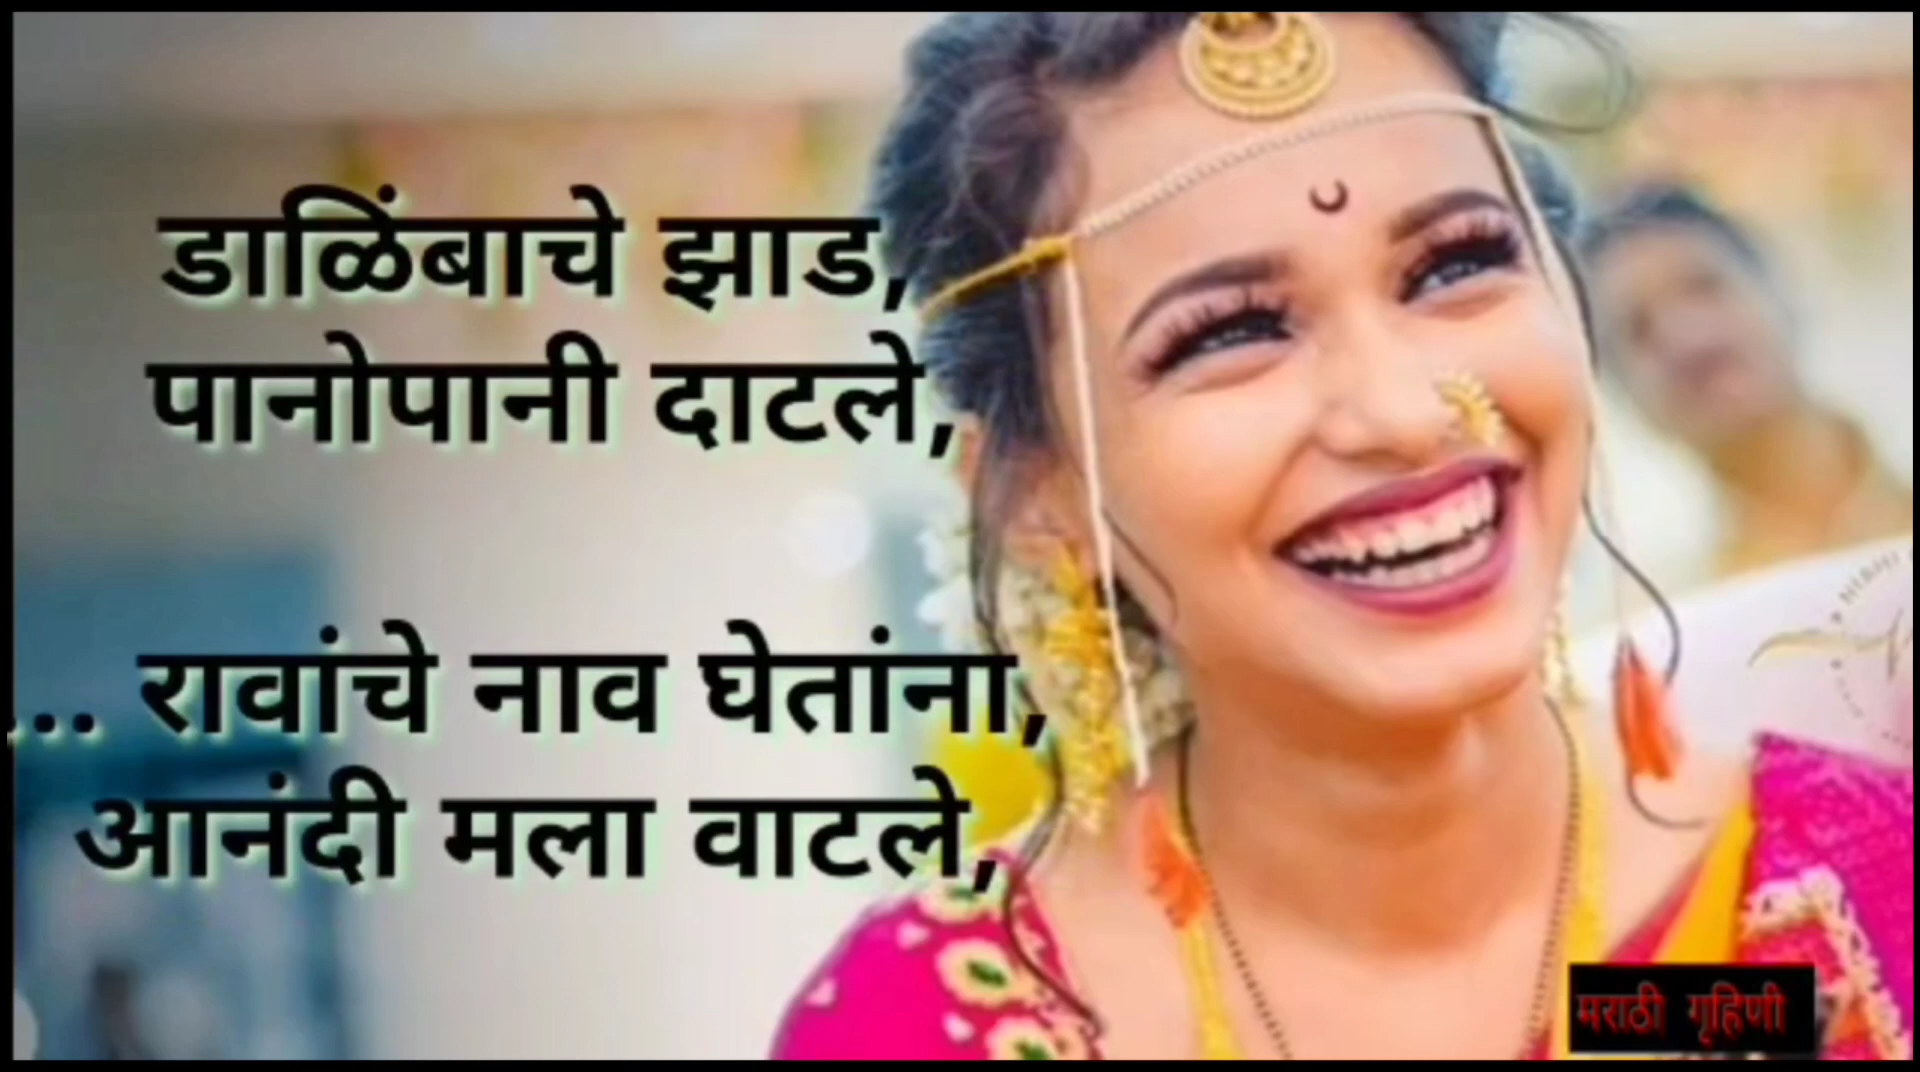 डाळिंबाचे झाड,
पानोपानी दाटले,
... रावांचे नाव घेतांना,
आनंदी मला वाटले,
मराठी गृहिणी